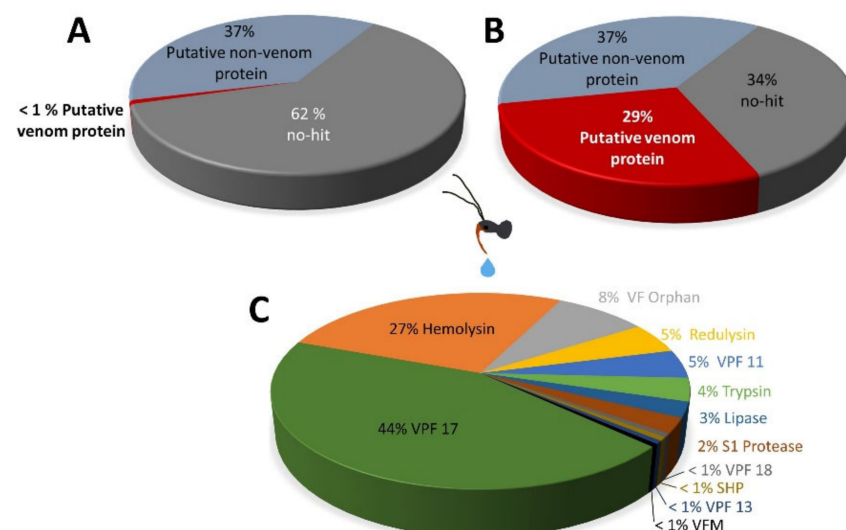 A
37%
Putative non-venom
protein
< 1 % Putative
venom protein
62 %
no-hit
B
37%
Putative non-venom
protein
34%
no-hit
29%
Putative venom
protein
C
27% Hemolysin
8% VF Orphan
5% Redulysin
5% VPF 11
4% Trypsin
3% Lipase
2% S1 Protease
< 1% VPF 18
< 1% SHP
< 1% VPF 13
< 1% VFM
44% VPF 17